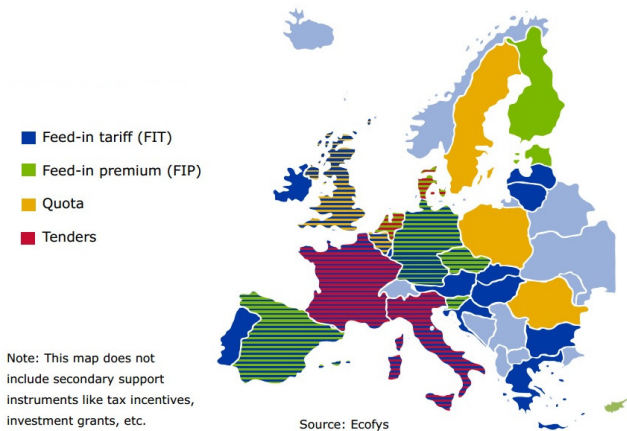 Feed-in tariff (FIT)
Feed-in premium (FIP)
Quota
Tenders
Note: This map does not
include secondary support
instruments like tax incentives,
investment grants, etc.
Source: Ecofys